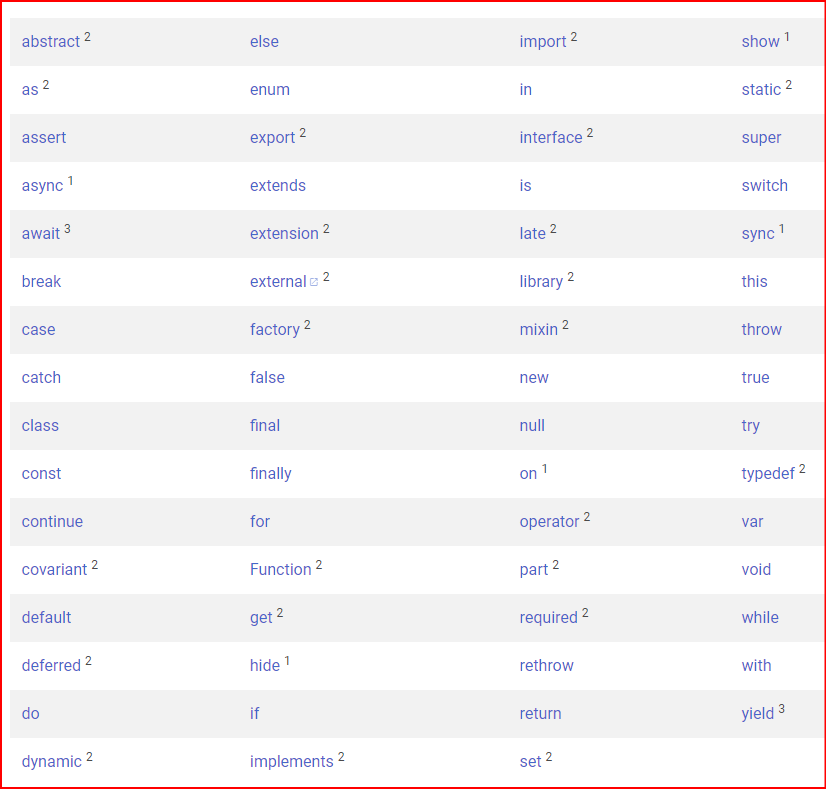 abstract 2 else import 2 show 1
as 2 enum in static 2
assert export 2 interface 2 super
async 1 extends is switch
await 3 extension 2 late 2 sync 1
break external 2 library 2 this
case factory 2 mixin 2 throw
catch false new true
class final null try
const finally on 1 typedef 2
continue for operator 2 var
covariant 2 Function 2 part 2 void
default get 2 required 2 while
deferred 2 hide 1 rethrow with
do if return yield 3
dynamic 2 implements 2 set 2